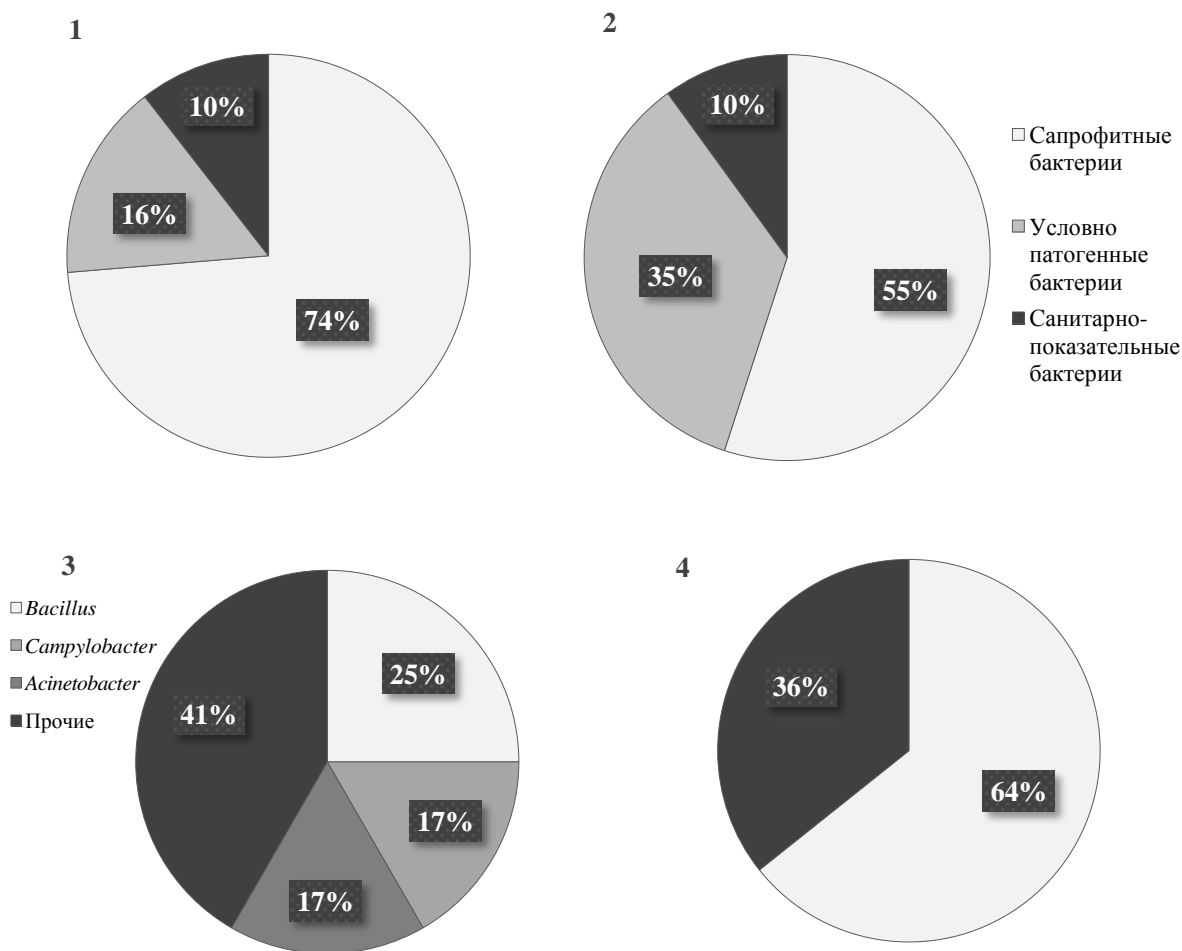 1
10%
16%
74%
2
10%
35%
55%
Сапрофитные
бактерии
Условно
патогенные
бактерии
Санитарно-
показательные
бактерии
3
Bacillus
Campylobacter
Acinetobacter
Прочие
25%
41%
17%
17%
4
36%
64%